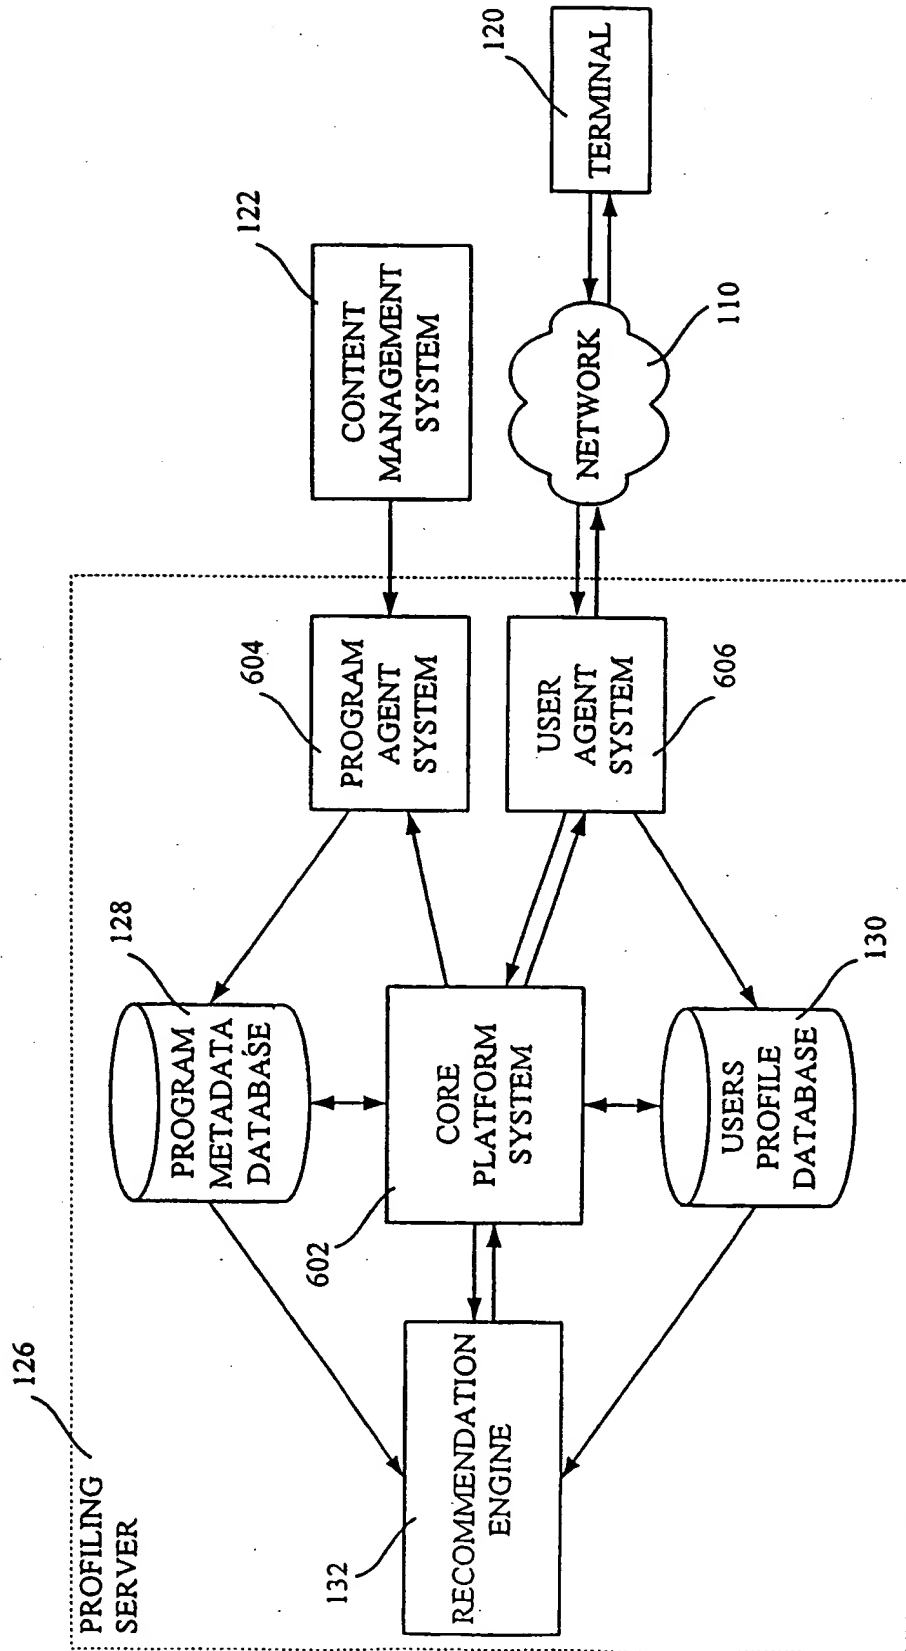 PROFILING
SERVER
126
RECOMMENDATION
ENGINE
132
PROGRAM
METADATA
DATABASE
128
602
CORE
PLATFORM
SYSTEM
USERS
PROFILE
DATABASE
130
604
PROGRAM
AGENT
SYSTEM
USER
AGENT
SYSTEM
606
122
CONTENT
MANAGEMENT
SYSTEM
NETWORK
110
120
TERMINAL